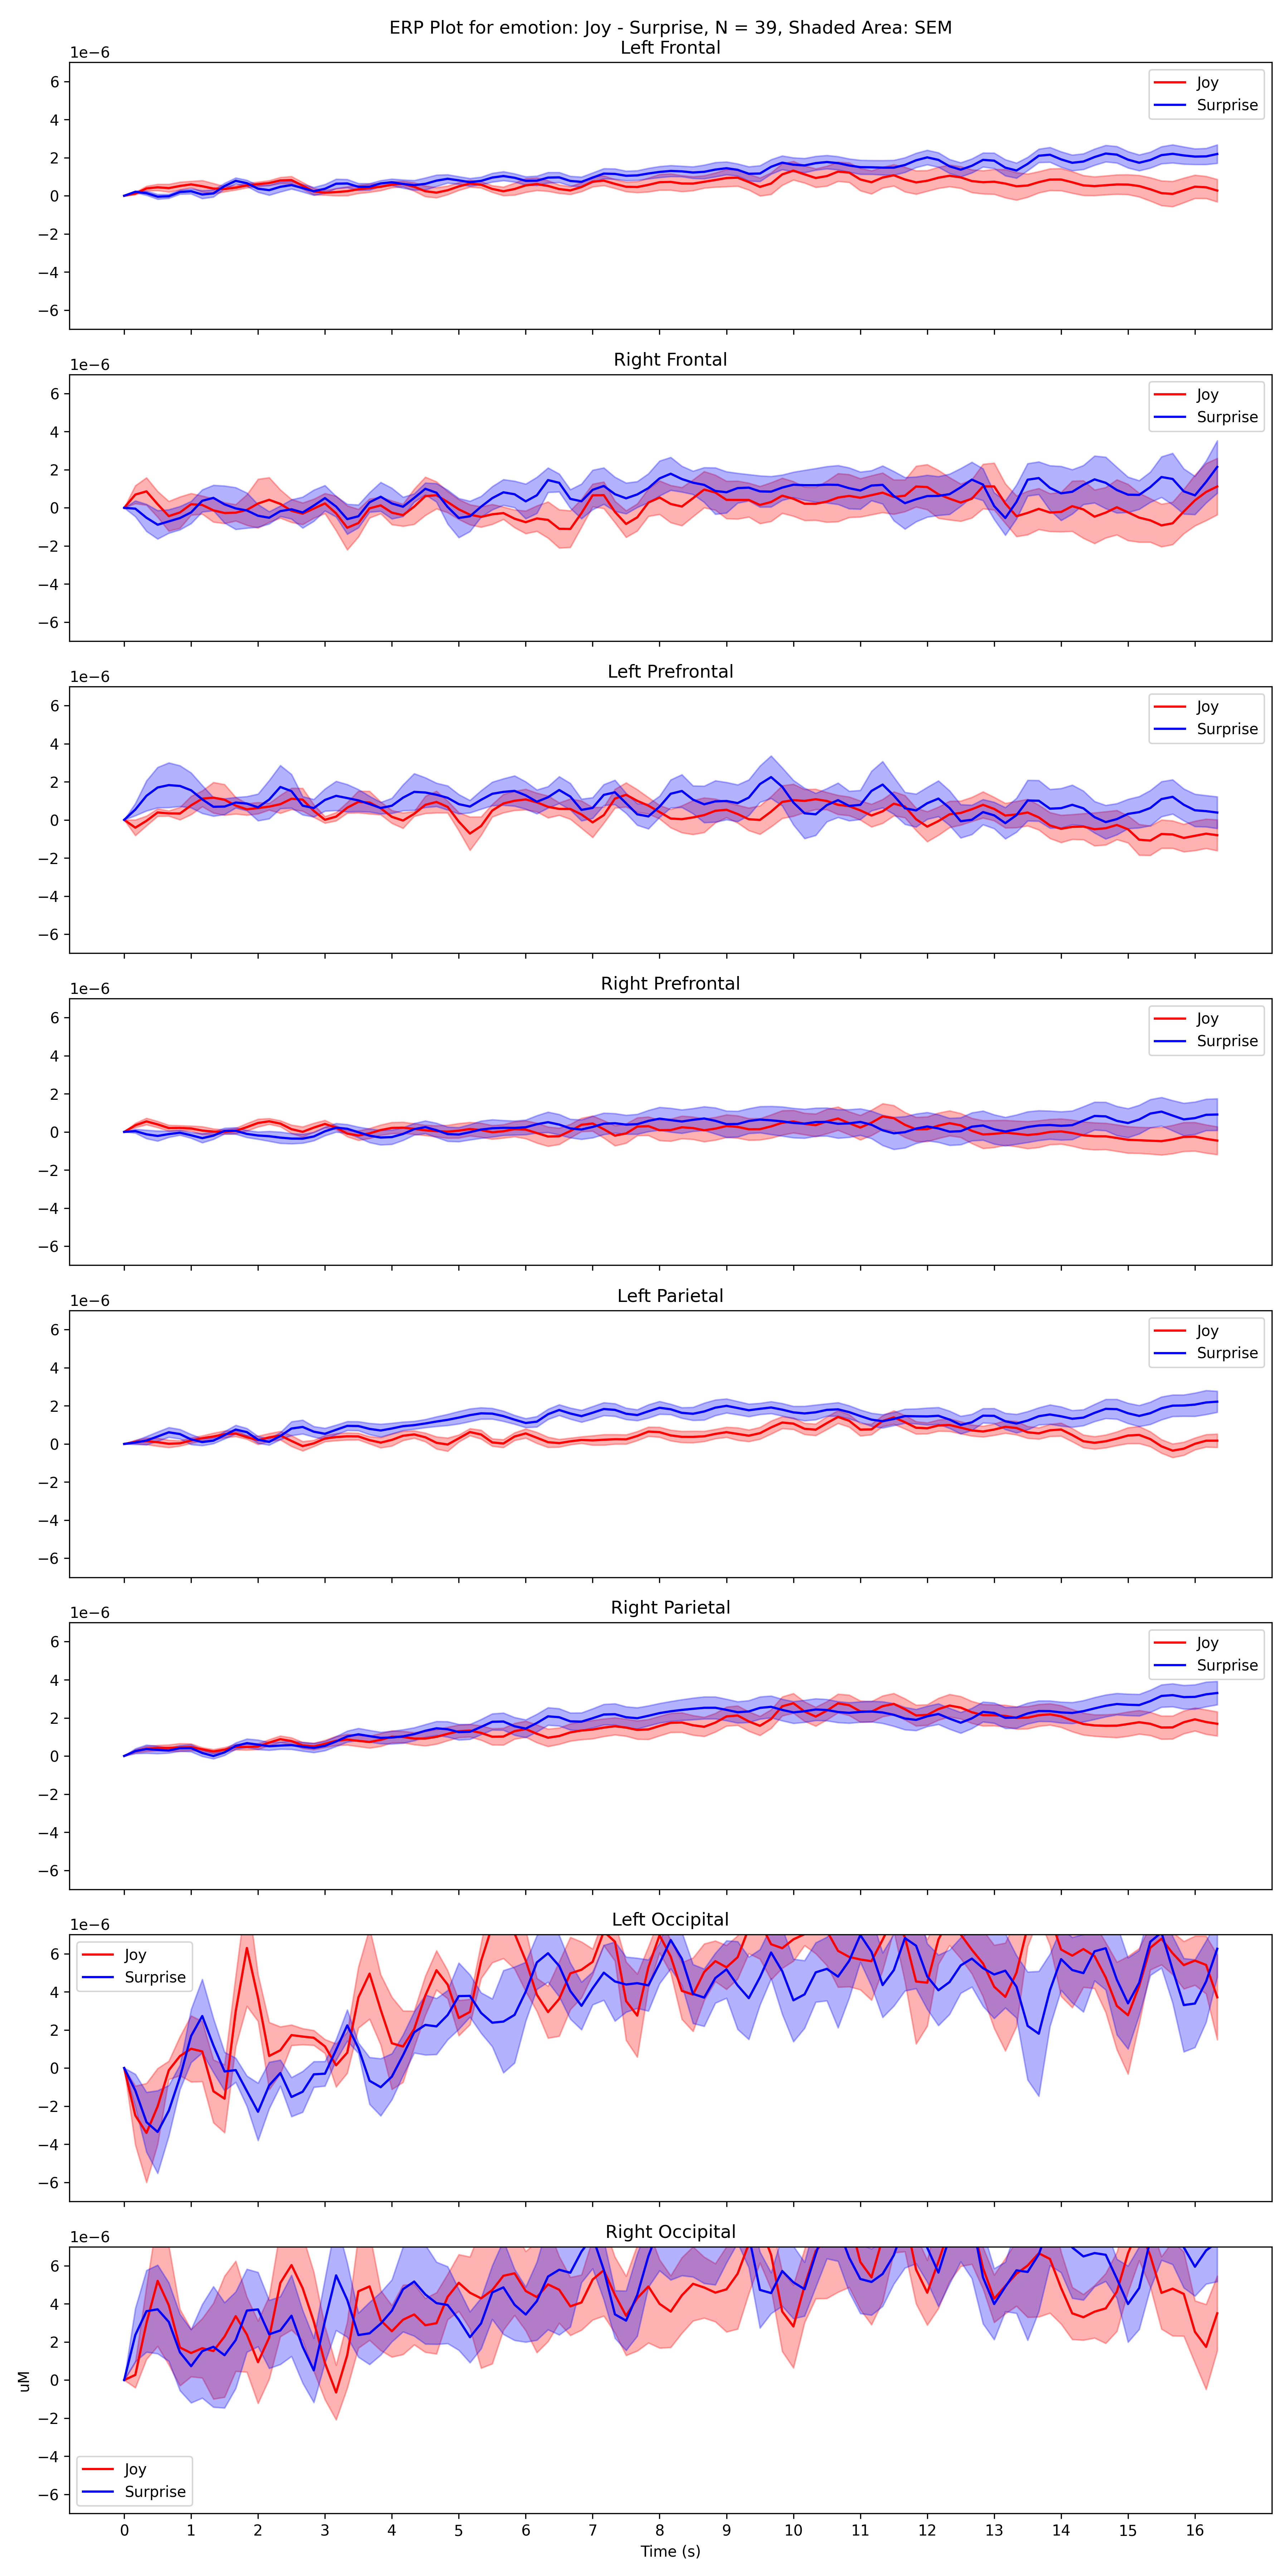 ERP Plot for emotion: Joy - Surprise, N = 39, Shaded Area: SEM
Left Frontal
1e−6
6
4
2
0
−2
−4
−6
Joy
Surprise
Right Frontal
1e−6
6
4
2
0
−2
−4
−6
Joy
Surprise
Left Prefrontal
1e−6
6
4
2
0
−2
−4
−6
Joy
Surprise
Right Prefrontal
1e−6
6
4
2
0
−2
−4
−6
Joy
Surprise
Left Parietal
1e−6
6
4
2
0
−2
−4
−6
Joy
Surprise
Right Parietal
1e−6
6
4
2
0
−2
−4
−6
Joy
Surprise
Left Occipital
1e−6
6
4
2
0
−2
−4
−6
Joy
Surprise
Right Occipital
1e−6
6
4
2
0
−2
−4
−6
uM
Joy
Surprise
0 1 2 3 4 5 6 7 8 9 10 11 12 13 14 15 16
Time (s)